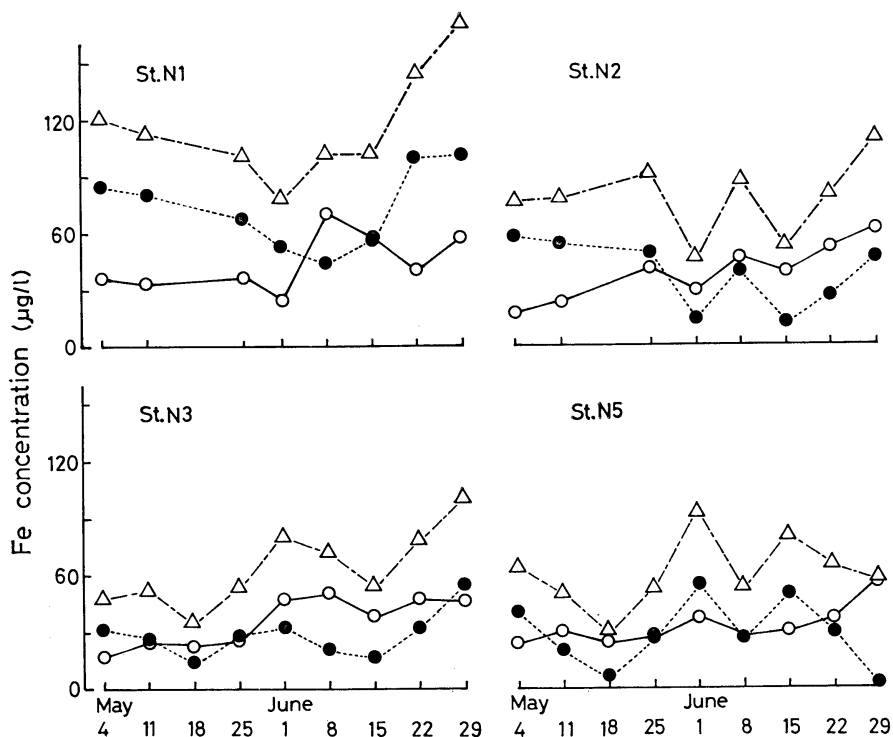 St.N1
St.N2
120
60
0
Fe concentration (µg/l)
St.N3
St.N5
120
60
0
May June May June
4 11 18 25 1 8 15 22 29 4 11 18 25 1 8 15 22 29